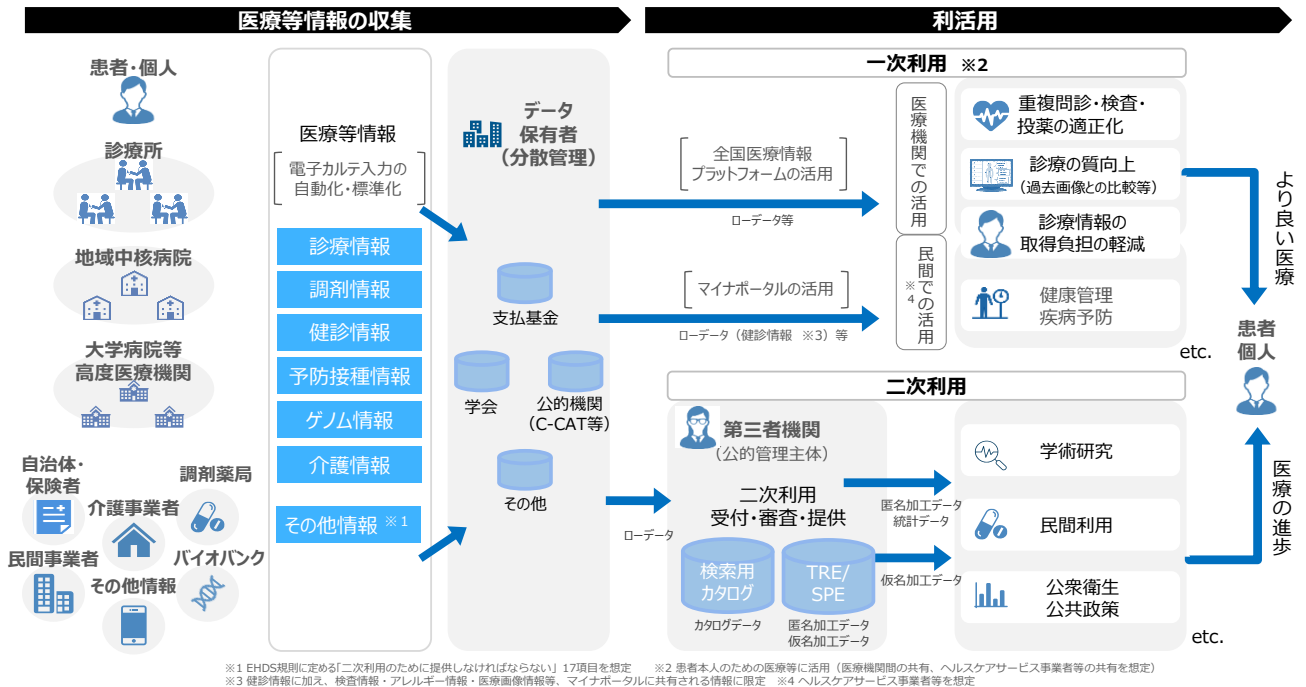 医療等情報の収集
利活用
患者・個人
診療所
地域中核病院
大学病院等
高度医療機関
自治体・
保険者
調剤薬局
介護事業者
民間事業者
バイオバンク
その他情報
医療等情報
電子カルテ入力の
自動化・標準化
診療情報
調剤情報
健診情報
予防接種情報
ゲノム情報
介護情報
その他情報 ※1
データ
保有者
(分散管理)
支払基金
学会
公的機関
(C-CAT等)
その他
一次利用 ※2
全国医療情報
プラットフォームの活用
ローデータ等
マイナポータルの活用
ローデータ(健診情報 ※3)等
医療機関での活用
民間での活用
※4
重複問診・検査・
投薬の適正化
診療の質向上
(過去画像との比較等)
診療情報の
取得負担の軽減
健康管理
疾病予防
etc.
二次利用
ローデータ
第三者機関
(公的管理主体)
二次利用
受付・審査・提供
検索用
カタログ
カタログデータ
TRE/
SPE
匿名加工データ
仮名加工データ
匿名加工データ
統計データ
仮名加工データ
学術研究
民間利用
公衆衛生
公共政策
etc.
より良い医療
患者
個人
医療の進歩
※1 EHDS規則に定める「二次利用のために提供しなければならない」17項目を想定 ※2 患者本人のための医療等に活用(医療機関間の共有、ヘルスケアサービス事業者等の共有を想定)
※3 健診情報に加え、検査情報・アレルギー情報・医療画像情報等、マイナポータルに共有される情報に限定 ※4 ヘルスケアサービス事業者等を想定